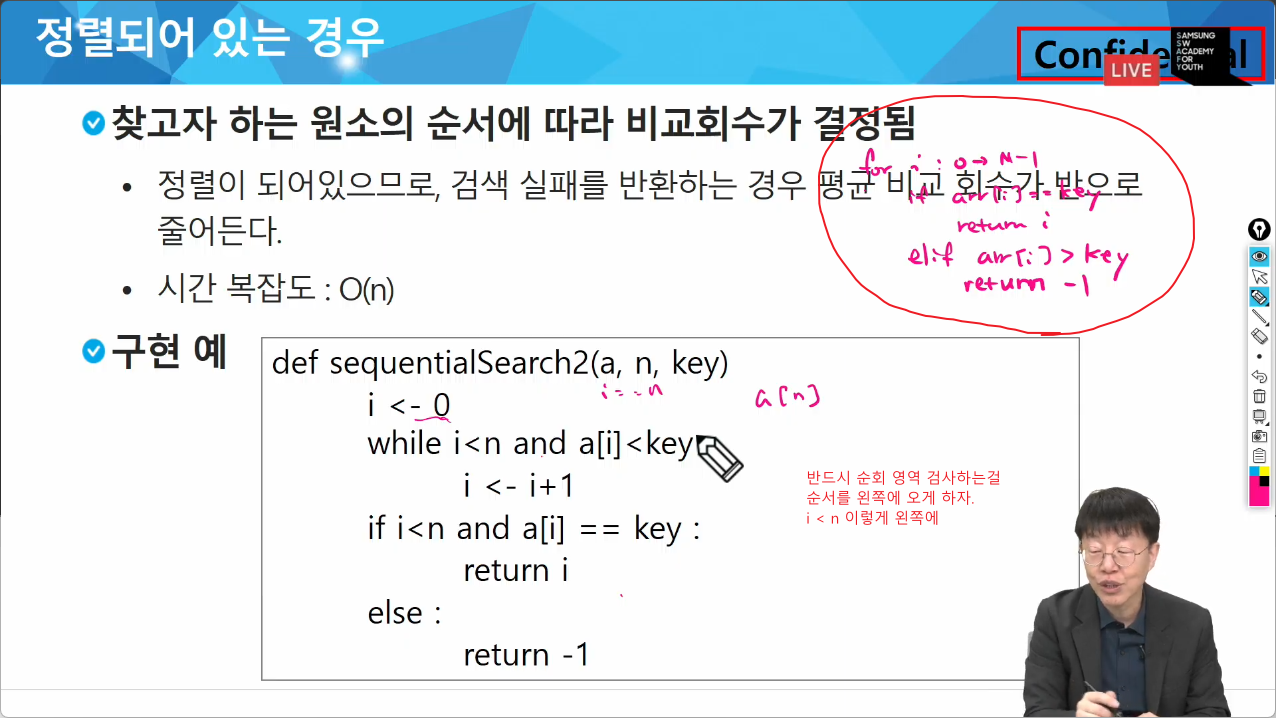 정렬되어 있는 경우
SAMSUNG
SW
ACADEMY
FOR
YOUTH
LIVE
찾고자 하는 원소의 순서에 따라 비교회수가 결정됨
• 정렬이 되어있으므로, 검색 실패를 반환하는 경우 평균 비교 회수가 반으로
줄어든다.
• 시간 복잡도 : O(n)
for i : 0 → N-1
if arr[i] == key
return i
elif arr[i] > key
return -1
구현 예
def sequentialSearch2(a, n, key)
i == n
i <- 0
a[n]
while i<n and a[i]<key
i <- i+1
반드시 순회 영역 검사하는걸
순서를 왼쪽에 오게 하자.
i < n 이렇게 왼쪽에
if i<n and a[i] == key :
return i
else :
return -1